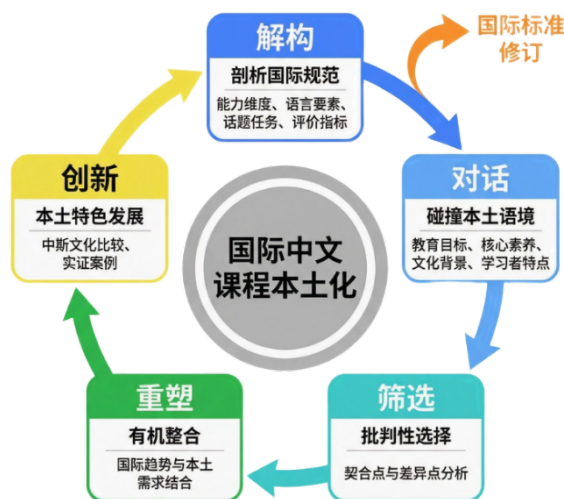 解构
剖析国际规范
能力维度、语言要素、
话题任务、评价指标
国际标准
修订
对话
碰撞本土语境
教育目标、核心素养、
文化背景、学习者特点
筛选
批判性选择
契合点与差异点分析
重塑
有机整合
国际趋势与本土
需求结合
创新
本土特色发展
中斯文化比较、
实证案例
国际中文
课程本土化